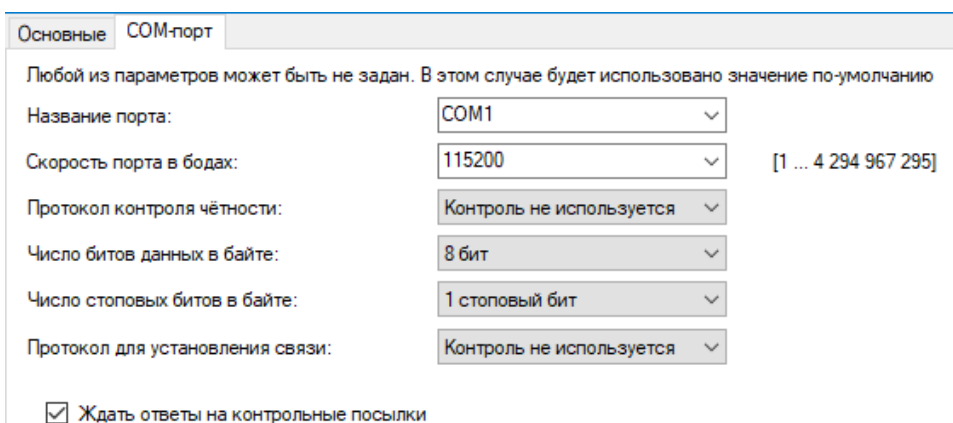 Основные COM-порт
Любой из параметров может быть не задан. В этом случае будет использовано значение по-умолчанию
Название порта: COM1
Скорость порта в бодах: 115200 [1 ... 4 294 967 295]
Протокол контроля чётности: Контроль не используется
Число битов данных в байте: 8 бит
Число стоповых битов в байте: 1 стоповый бит
Протокол для установления связи: Контроль не используется
Ждать ответы на контрольные посылки